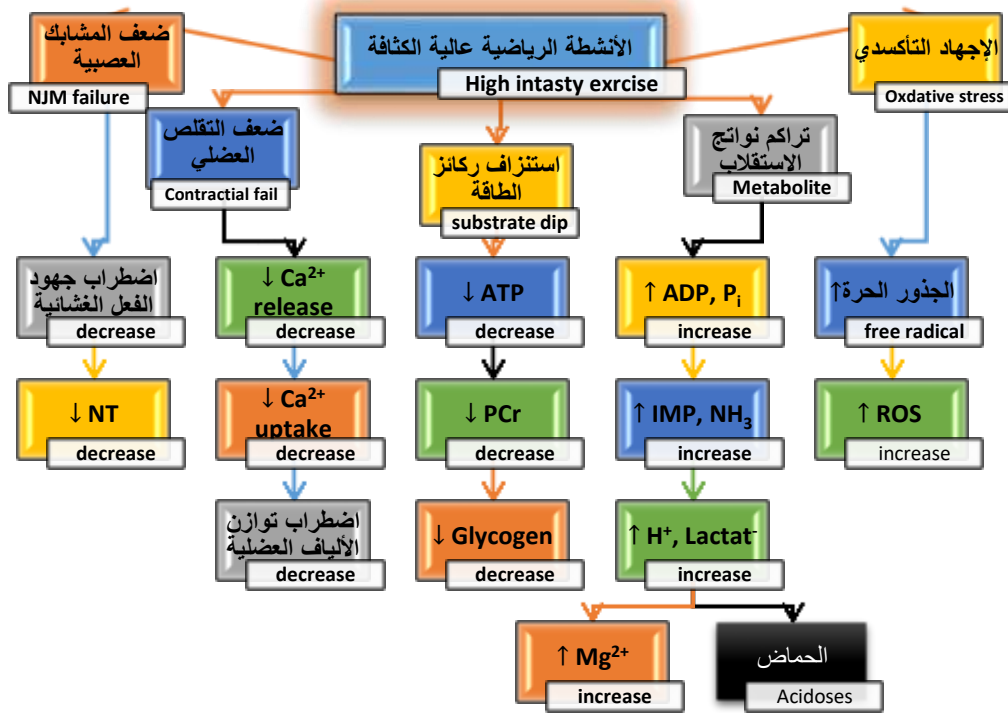 الأنشطة الرياضية عالية الكثافة
High intasty exrcise
ضعف المشابك
العصبية
NJM failure
الإجهاد التأكسدي
Oxdative stress
ضعف التقلص
العضلي
Contractial fail
استنزاف ركائز
الطاقة
substrate dip
تراكم نواتج
الاستقلاب
Metabolite
اضطراب جهود
الفعل الغشائية
decrease
↓ Ca²⁺
release
decrease
↓ ATP
decrease
↑ ADP, Pᵢ
increase
الجذور الحرة↑
free radical
↓ NT
decrease
↓ Ca²⁺
uptake
decrease
↓ PCr
decrease
↑ IMP, NH₃
increase
↑ ROS
increase
اضطراب توازن
الألياف العضلية
decrease
↓ Glycogen
decrease
↑ H⁺, Lactat⁻
increase
↑ Mg²⁺
increase
الحماض
Acidoses